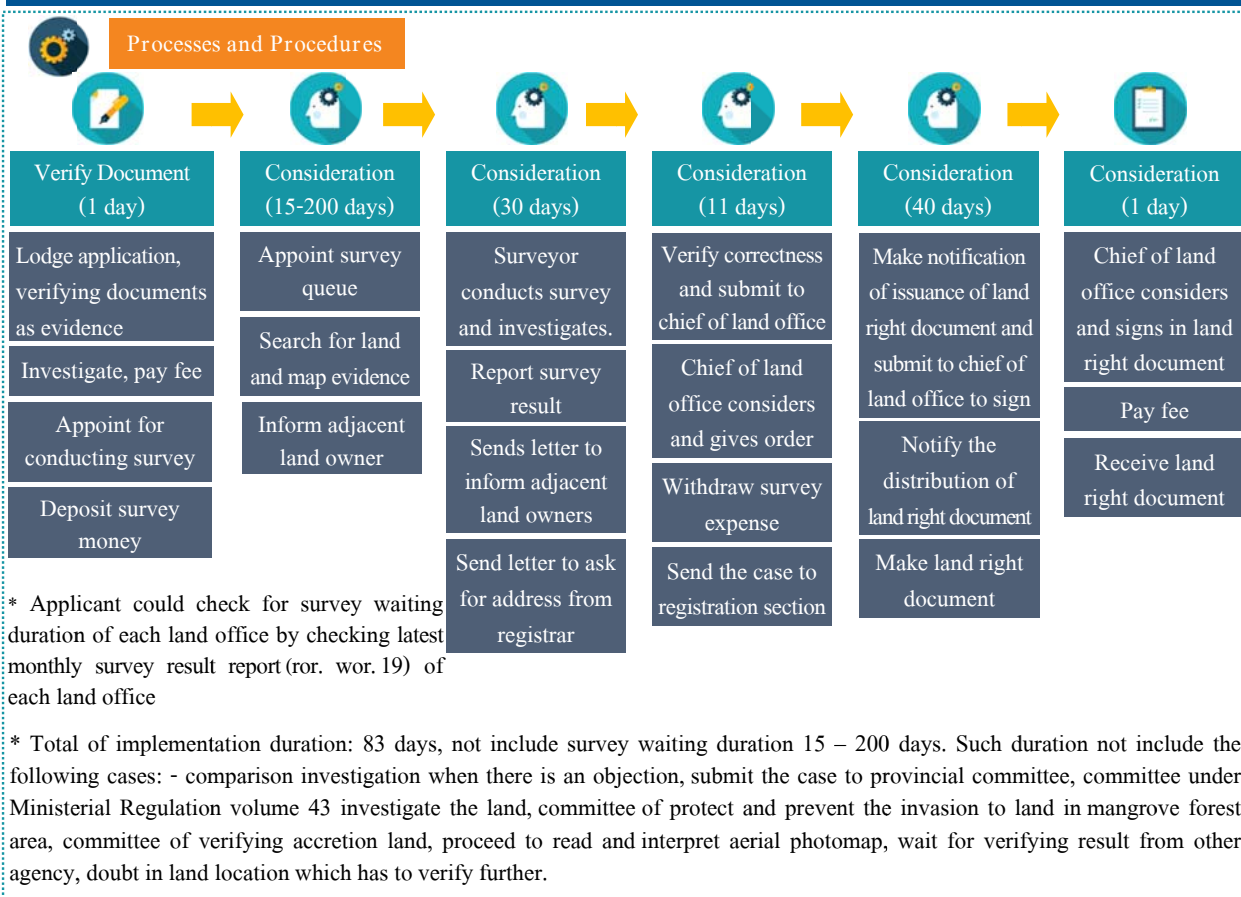 Processes and Procedures
Verify Document
(1 day)
Lodge application,
verifying documents
as evidence
Investigate, pay fee
Appoint for
conducting survey
Deposit survey
money
Consideration
(15-200 days)
Appoint survey
queue
Search for land
and map evidence
Inform adjacent
land owner
Consideration
(30 days)
Surveyor
conducts survey
and investigates.
Report survey
result
Sends letter to
inform adjacent
land owners
Send letter to ask
for address from
registrar
Consideration
(11 days)
Verify correctness
and submit to
chief of land office
Chief of land
office considers
and gives order
Withdraw survey
expense
Send the case to
registration section
Consideration
(40 days)
Make notification
of issuance of land
right document and
submit to chief of
land office to sign
Notify the
distribution of
land right document
Make land right
document
Consideration
(1 day)
Chief of land
office considers
and signs in land
right document
Pay fee
Receive land
right document
* Applicant could check for survey waiting
duration of each land office by checking latest
monthly survey result report (ror. wor. 19) of
each land office
* Total of implementation duration: 83 days, not include survey waiting duration 15 – 200 days. Such duration not include the
following cases: - comparison investigation when there is an objection, submit the case to provincial committee, committee under
Ministerial Regulation volume 43 investigate the land, committee of protect and prevent the invasion to land in mangrove forest
area, committee of verifying accretion land, proceed to read and interpret aerial photomap, wait for verifying result from other
agency, doubt in land location which has to verify further.